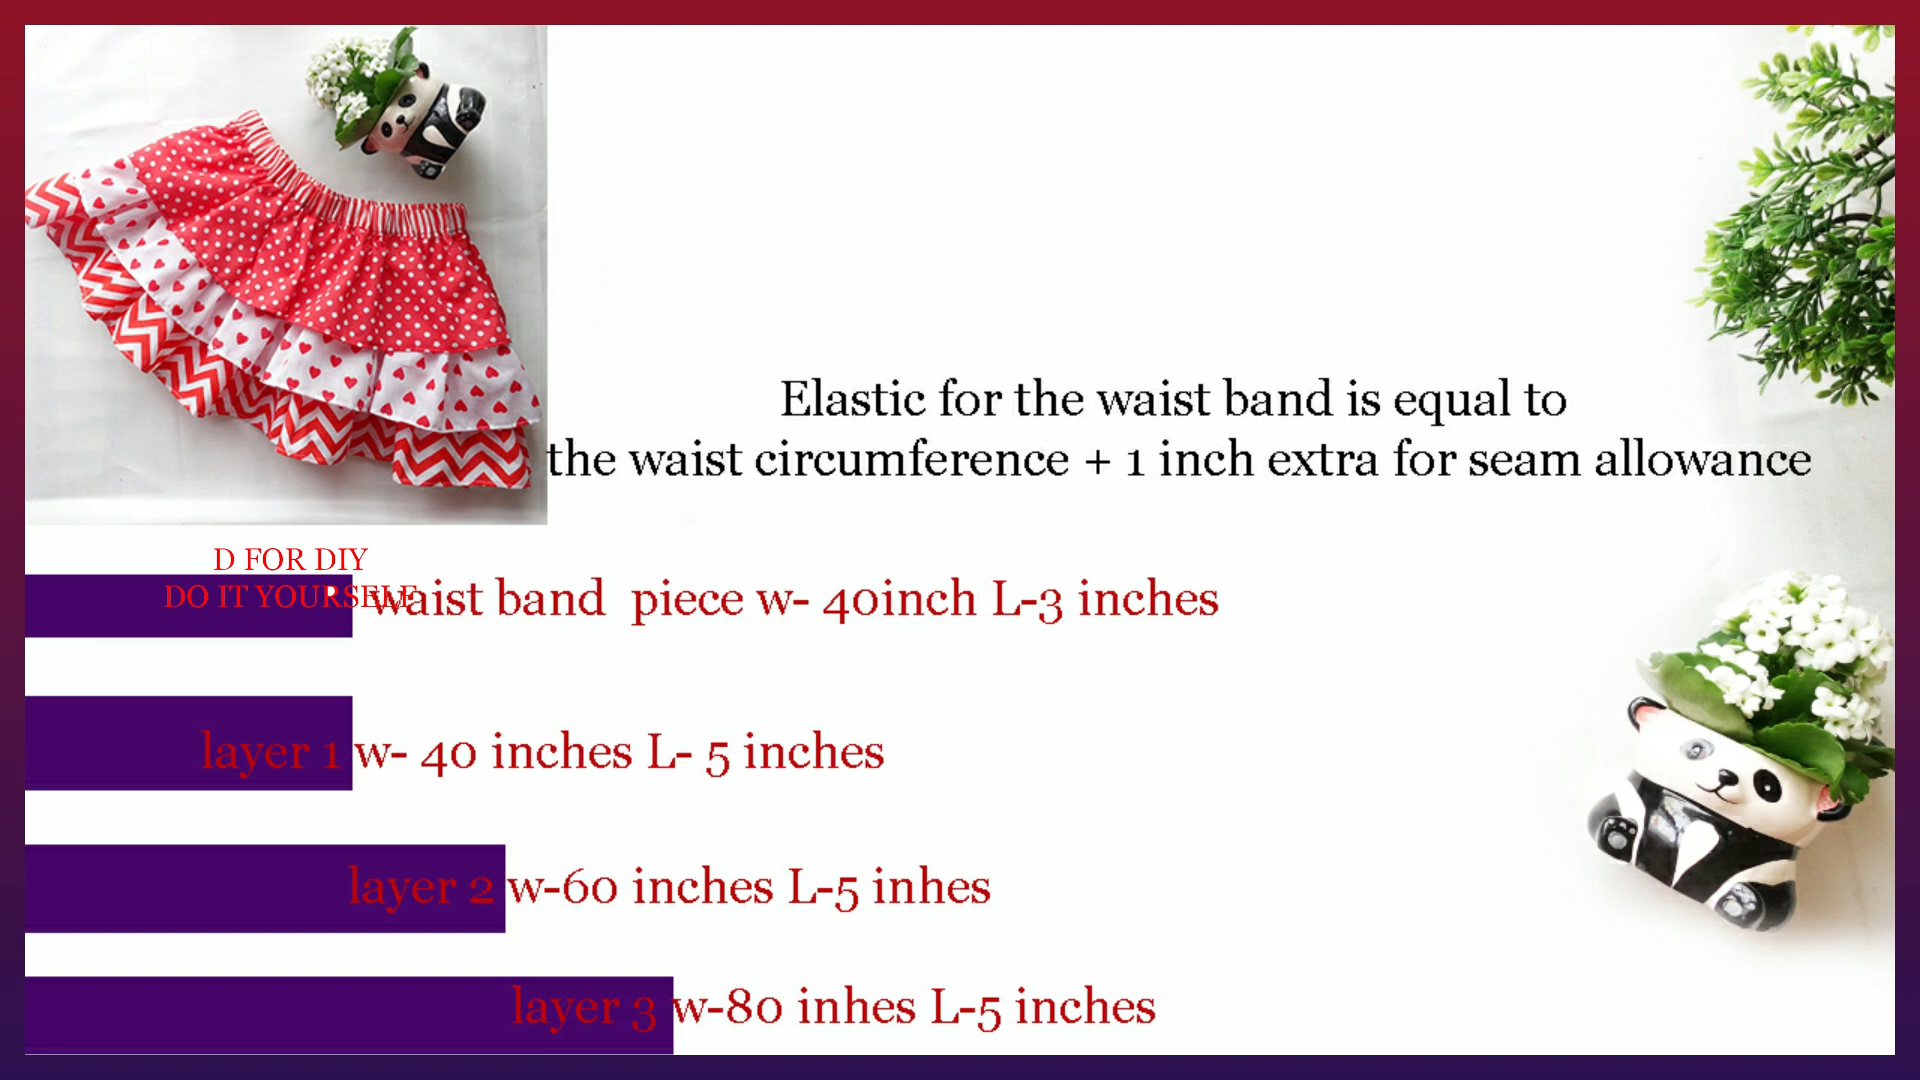 Elastic for the waist band is equal to
the waist circumference + 1 inch extra for seam allowance
D FOR DIY
DO IT YOURSELF
waist band piece w- 40inch L-3 inches
layer 1 w- 40 inches L- 5 inches
layer 2 w-60 inches L-5 inhes
layer 3 w-80 inhes L-5 inches